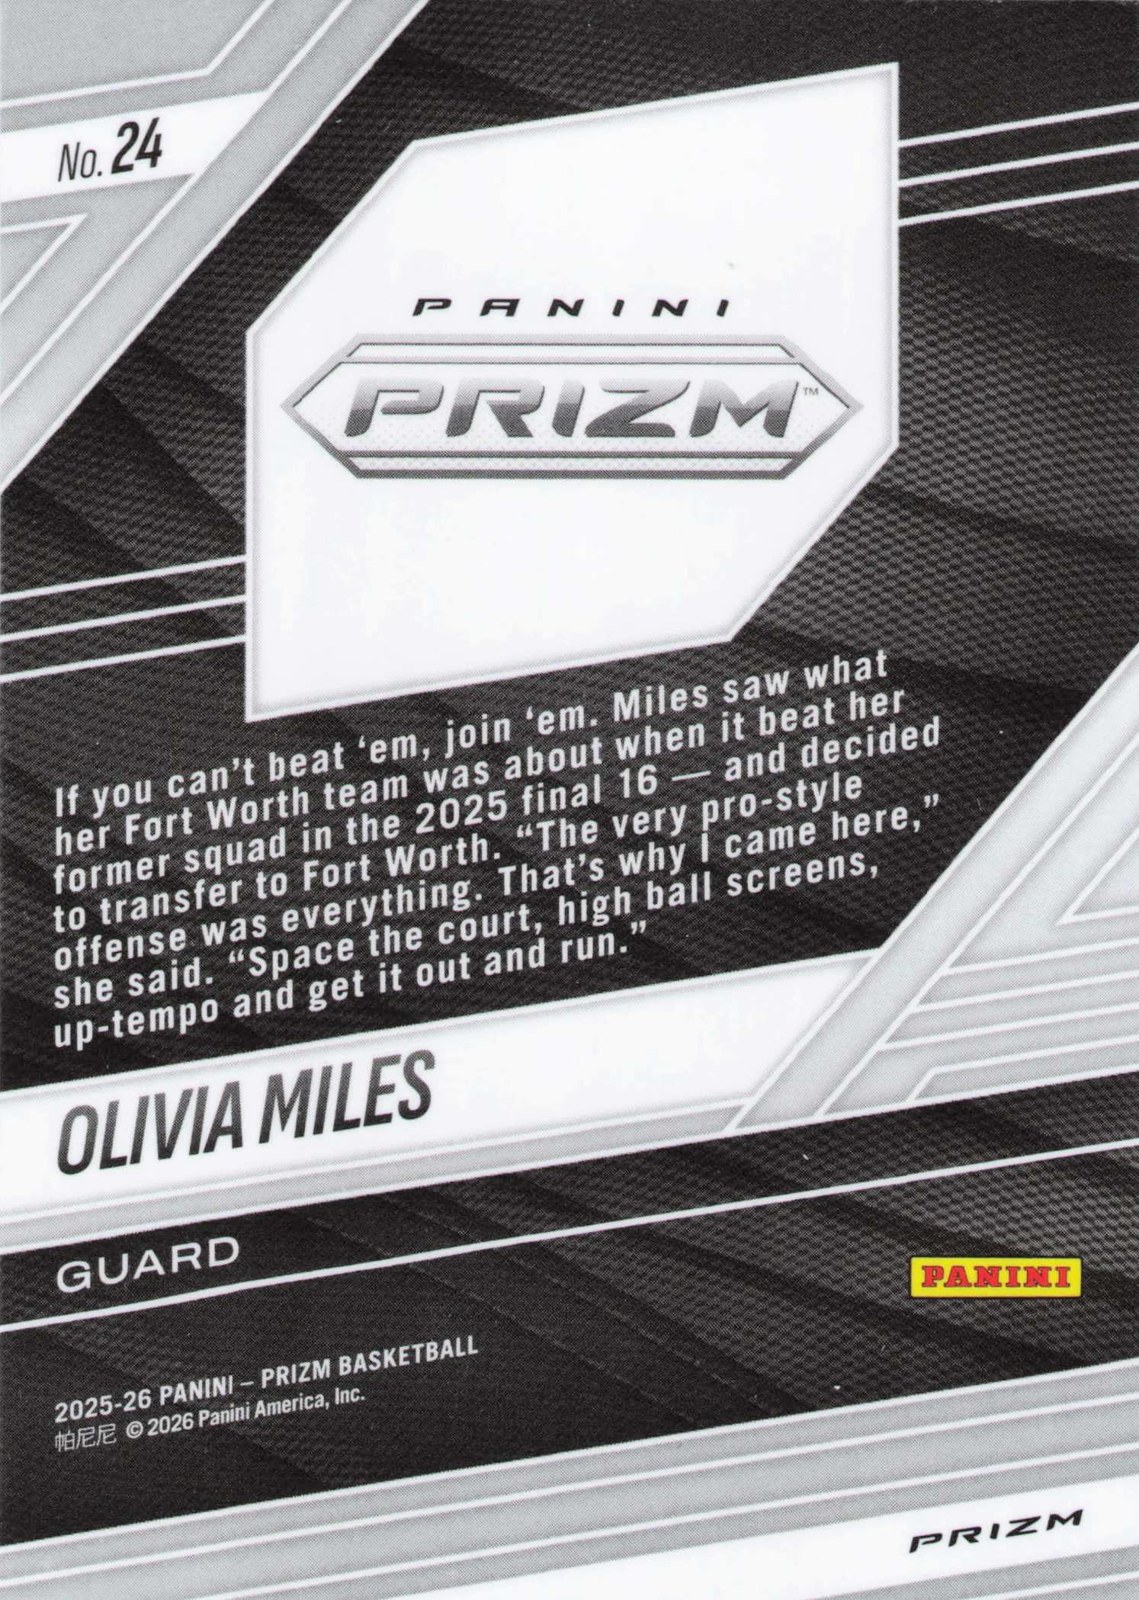 No. 24
PANINI
PRIZM™
If you can't beat 'em, join 'em. Miles saw what
her Fort Worth team was about when it beat her
former squad in the 2025 final 16 — and decided
to transfer to Fort Worth. “The very pro-style
offense was everything. That's why I came here,”
she said. “Space the court, high ball screens,
up-tempo and get it out and run.”
OLIVIA MILES
GUARD
PANINI
2025-26 PANINI – PRIZM BASKETBALL
帕尼尼 © 2026 Panini America, Inc.
PRIZM